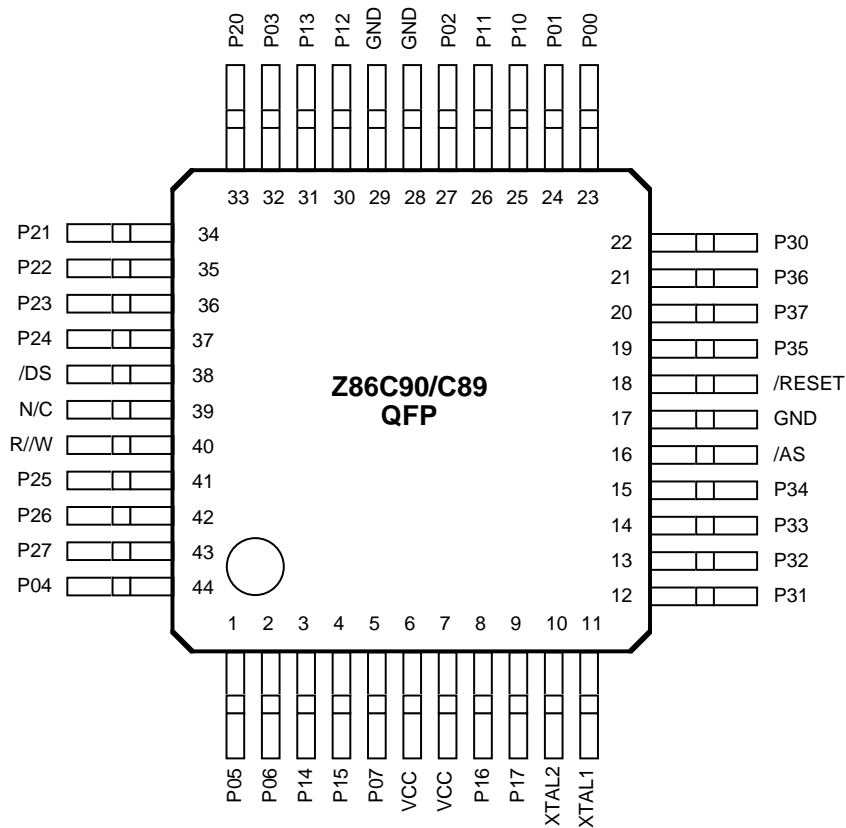 P20 P03 P13 P12 GND GND P02 P11 P10 P01 P00
33 32 31 30 29 28 27 26 25 24 23
P21 34
22 P30
P22 35
21 P36
P23 36
20 P37
P24 37
19 P35
/DS 38
18 /RESET
Z86C90/C89
QFP
N/C 39
17 GND
R//W 40
16 /AS
P25 41
15 P34
P26 42
14 P33
P27 43
13 P32
P04 44
12 P31
1 2 3 4 5 6 7 8 9 10 11
P05 P06 P14 P15 P07 VCC VCC P16 P17 XTAL2 XTAL1